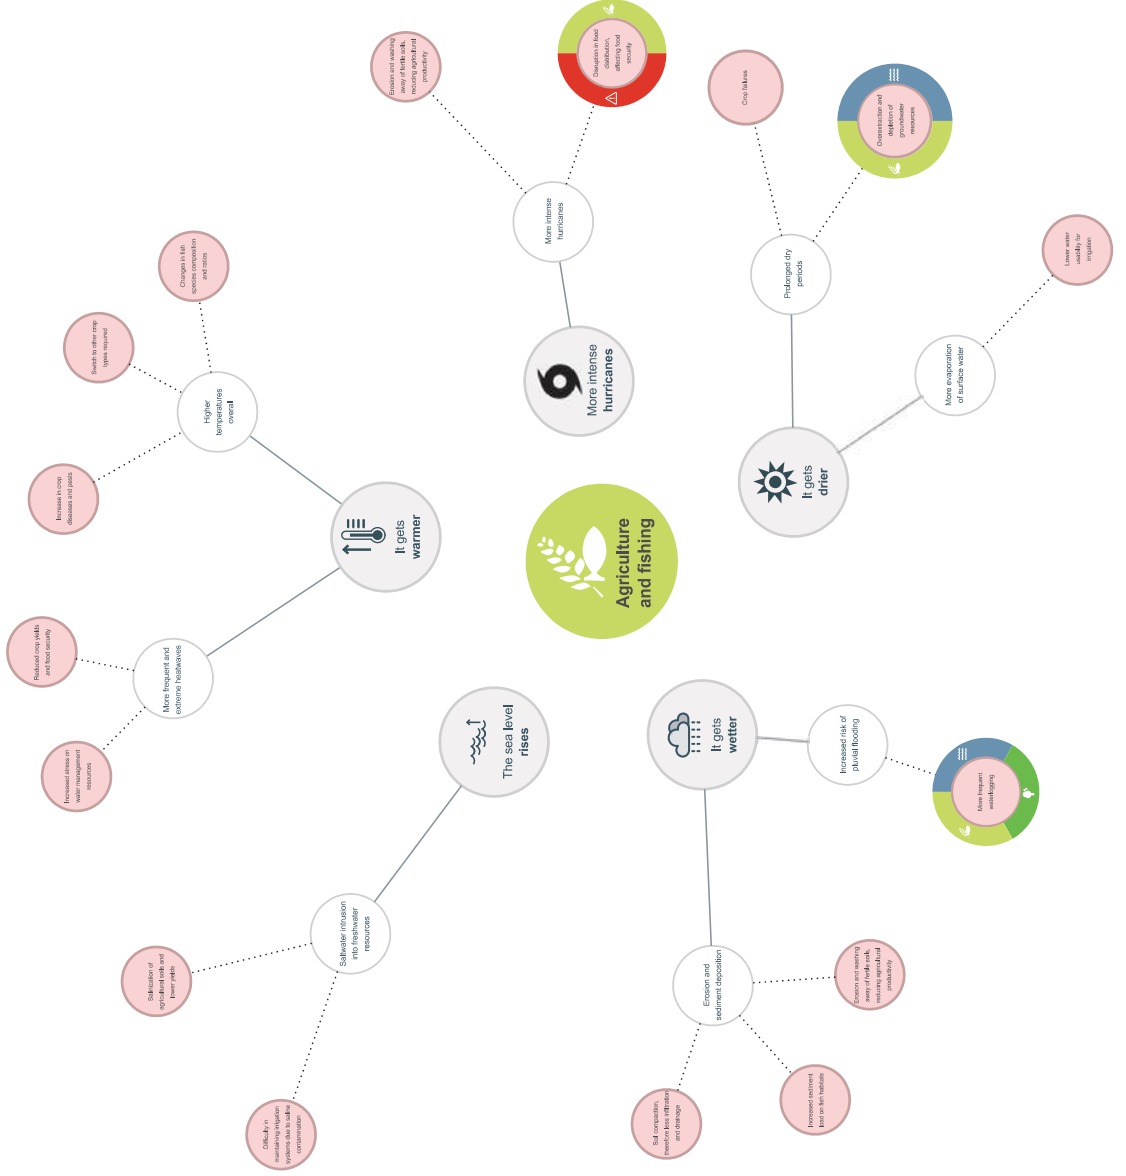 Agriculture
and fishing
More intense
hurricanes
More intense
hurricanes
Erosion and washing
away of fertile soils,
reducing agricultural
productivity
Disruption in food
distribution,
affecting food
security
It gets
drier
Prolonged dry
periods
Crop failures
Overextraction and
depletion of
groundwater
resources
More evaporation
of surface water
Lower water
usability for
irrigation
It gets
wetter
Increased risk of
pluvial flooding
More frequent
waterlogging
Erosion and
sediment deposition
Erosion and washing
away of fertile soils,
reducing agricultural
productivity
Increased sediment
load on fish habitats
Soil compaction,
therefore less infiltration
and drainage
The sea level
rises
Saltwater intrusion
into freshwater
resources
Difficulty in
maintaining irrigation
systems due to saline
contamination
Salinization of
agricultural soils and
lower yields
It gets
warmer
More frequent and
extreme heatwaves
Increased stress on
water management
resources
Reduced crop yields
and food security
Higher
temperatures
overall
Increase in crop
diseases and pests
Switch to other crop
types required
Changes in fish
species composition
and ratios